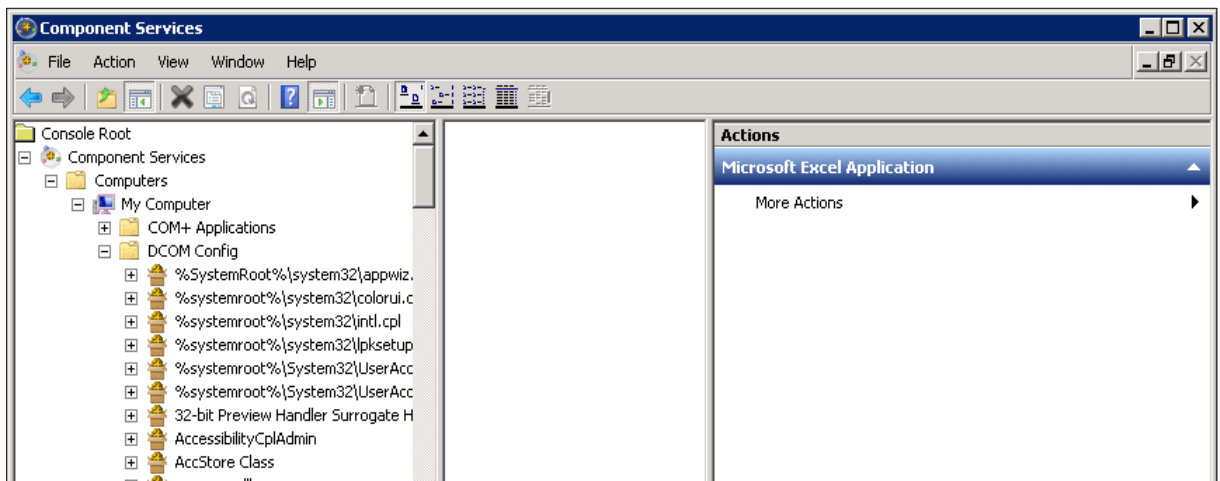 Component Services
File Action View Window Help
Console Root
Component Services
Computers
My Computer
COM+ Applications
DCOM Config
%SystemRoot%\system32\appwiz.
%systemroot%\system32\colorui.c
%systemroot%\system32\intl.cpl
%systemroot%\system32\lpksetup
%systemroot%\System32\UserAcc
%systemroot%\System32\UserAcc
32-bit Preview Handler Surrogate H
AccessibilityCplAdmin
AccStore Class
Actions
Microsoft Excel Application
More Actions